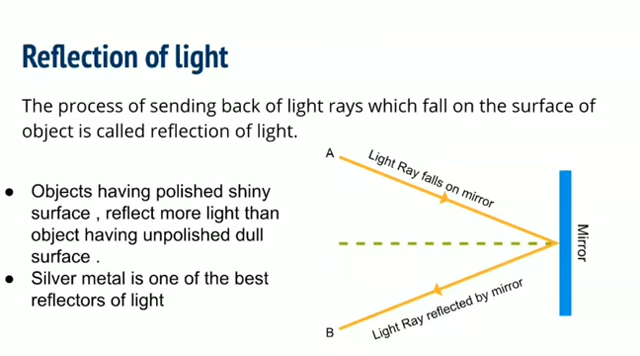 Reflection of light
The process of sending back of light rays which fall on the surface of
object is called reflection of light.
● Objects having polished shiny
surface , reflect more light than
object having unpolished dull
surface .
● Silver metal is one of the best
reflectors of light
A
Light Ray falls on mirror
Mirror
B
Light Ray reflected by mirror